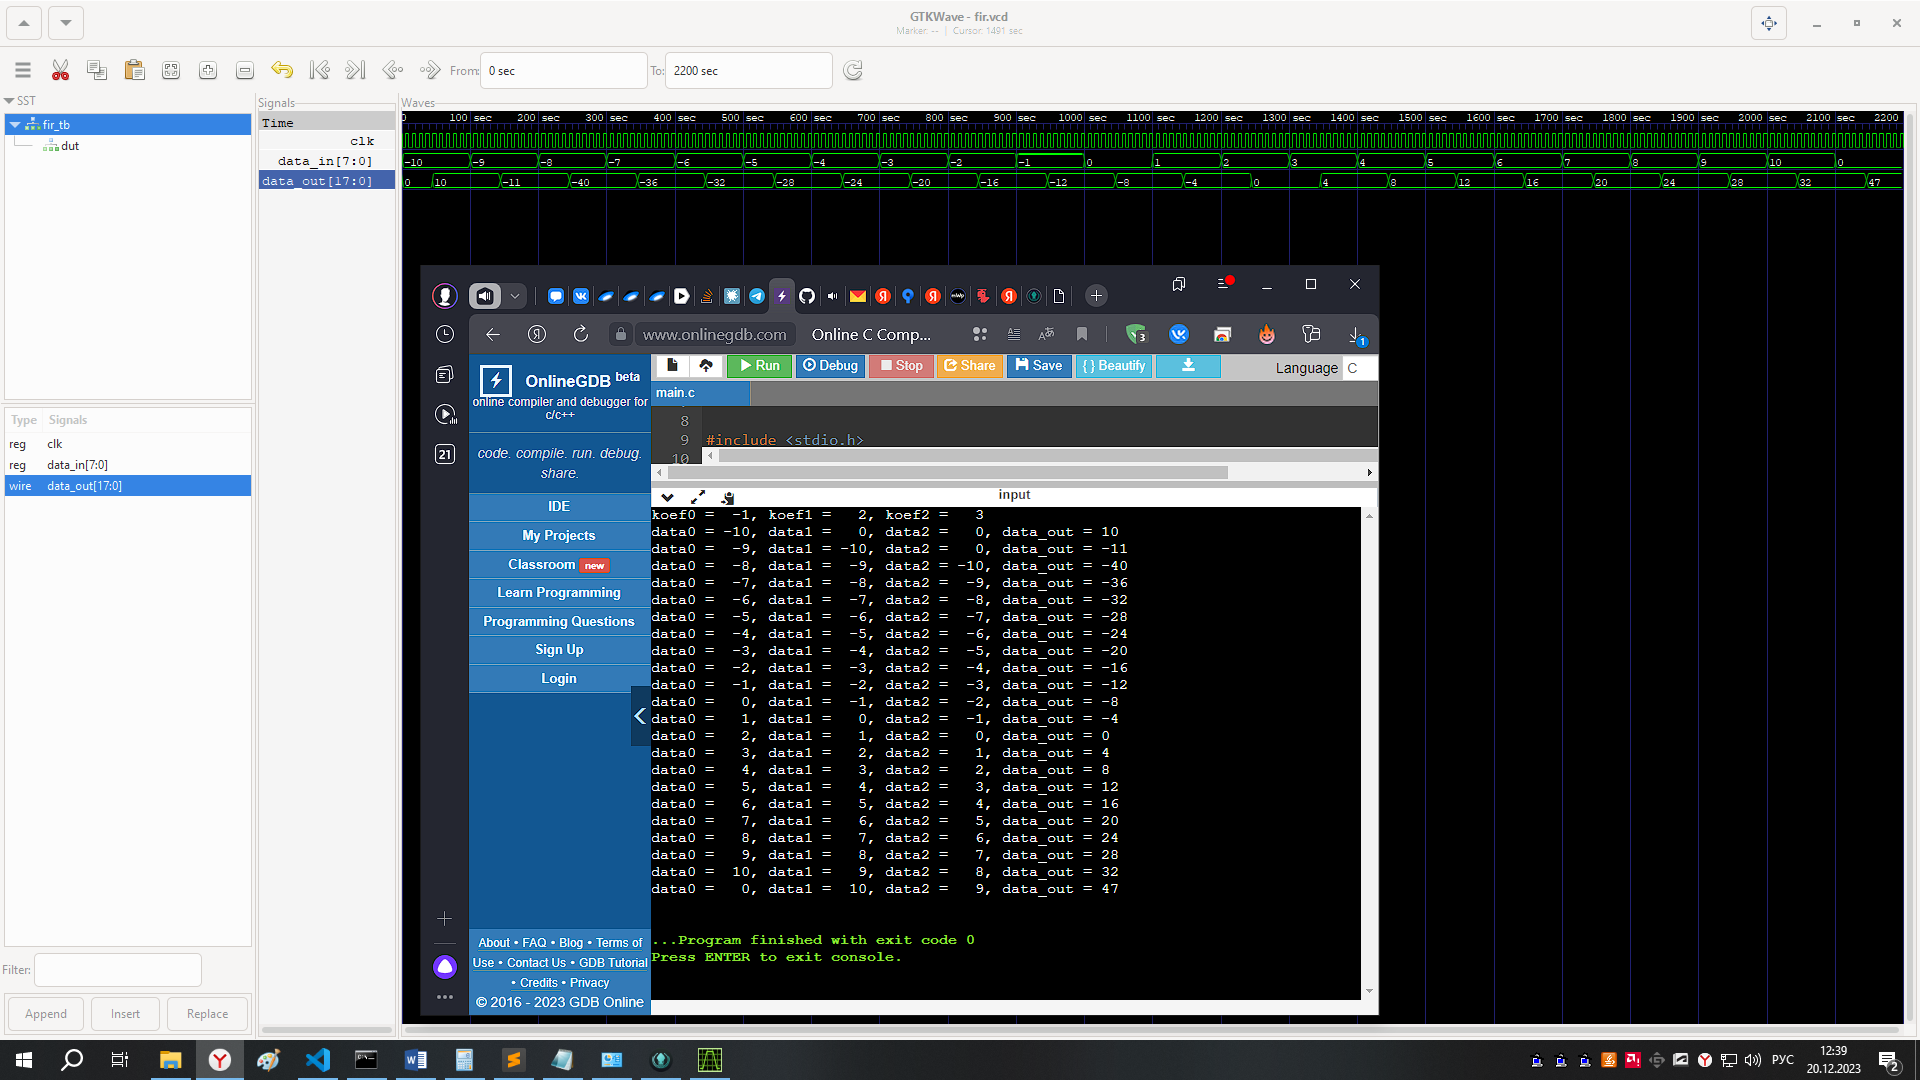 GTKWave - fir.vcd
Marker: -- | Cursor: 1491 sec
From: 0 sec To: 2200 sec
SST
fir_tb
dut
Type Signals
reg clk
reg data_in[7:0]
wire data_out[17:0]
Filter:
Append Insert Replace
Signals
Time
clk
data_in[7:0]
data_out[17:0]
Waves
0 100 sec 200 sec 300 sec 400 sec 500 sec 600 sec 700 sec 800 sec 900 sec 1000 sec 1100 sec 1200 sec 1300 sec 1400 sec 1500 sec 1600 sec 1700 sec 1800 sec 1900 sec 2000 sec 2100 sec 2200
-10 -9 -8 -7 -6 -5 -4 -3 -2 -1 0 1 2 3 4 5 6 7 8 9 10 0
0 10 -11 -40 -36 -32 -28 -24 -20 -16 -12 -8 -4 0 4 8 12 16 20 24 28 32 47
www.onlinegdb.com Online C Comp...
3
1
21
OnlineGDB beta
online compiler and debugger for
c/c++
code. compile. run. debug.
share.
IDE
My Projects
Classroom new
Learn Programming
Programming Questions
Sign Up
Login
About • FAQ • Blog • Terms of
Use • Contact Us • GDB Tutorial
• Credits • Privacy
© 2016 - 2023 GDB Online
Run Debug Stop Share Save { } Beautify
Language C
main.c
8
9 #include <stdio.h>
10
input
koef0 = -1, koef1 = 2, koef2 = 3
data0 = -10, data1 = 0, data2 = 0, data_out = 10
data0 = -9, data1 = -10, data2 = 0, data_out = -11
data0 = -8, data1 = -9, data2 = -10, data_out = -40
data0 = -7, data1 = -8, data2 = -9, data_out = -36
data0 = -6, data1 = -7, data2 = -8, data_out = -32
data0 = -5, data1 = -6, data2 = -7, data_out = -28
data0 = -4, data1 = -5, data2 = -6, data_out = -24
data0 = -3, data1 = -4, data2 = -5, data_out = -20
data0 = -2, data1 = -3, data2 = -4, data_out = -16
data0 = -1, data1 = -2, data2 = -3, data_out = -12
data0 = 0, data1 = -1, data2 = -2, data_out = -8
data0 = 1, data1 = 0, data2 = -1, data_out = -4
data0 = 2, data1 = 1, data2 = 0, data_out = 0
data0 = 3, data1 = 2, data2 = 1, data_out = 4
data0 = 4, data1 = 3, data2 = 2, data_out = 8
data0 = 5, data1 = 4, data2 = 3, data_out = 12
data0 = 6, data1 = 5, data2 = 4, data_out = 16
data0 = 7, data1 = 6, data2 = 5, data_out = 20
data0 = 8, data1 = 7, data2 = 6, data_out = 24
data0 = 9, data1 = 8, data2 = 7, data_out = 28
data0 = 10, data1 = 9, data2 = 8, data_out = 32
data0 = 0, data1 = 10, data2 = 9, data_out = 47
...Program finished with exit code 0
Press ENTER to exit console.
РУС
12:39
20.12.2023
2